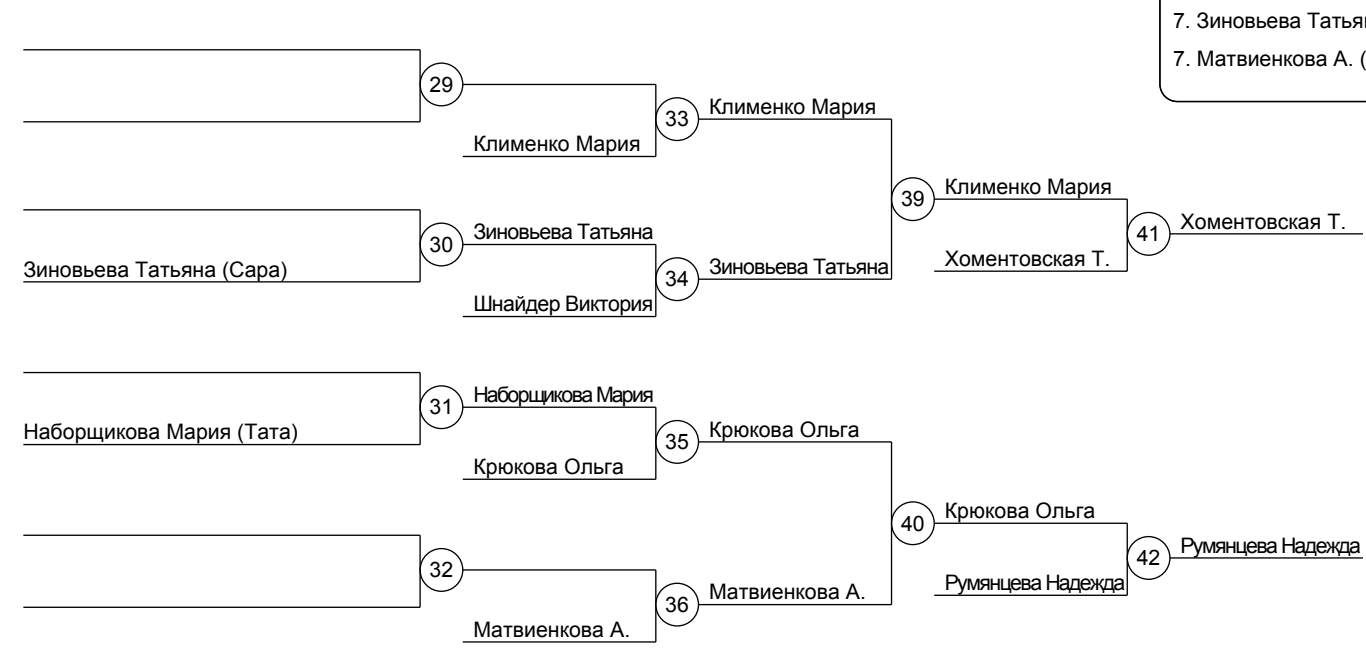 7. Зиновьева
7. Матвиенкова А. (
29
33
Клименко Мария
Клименко Мария
39
Клименко Мария
30
Зиновьева Татьяна
41
Хоментовская Т.
Зиновьева Татьяна (Сара)
34
Зиновьева Татьяна
Хоментовская Т.
Шнайдер Виктория
31
Наборщикова Мария
Наборщикова Мария (Тата)
35
Крюкова Ольга
Крюкова Ольга
40
Крюкова Ольга
32
42
Румянцева Надежда
36
Матвиенкова А.
Румянцева Надежда
Матвиенкова А.